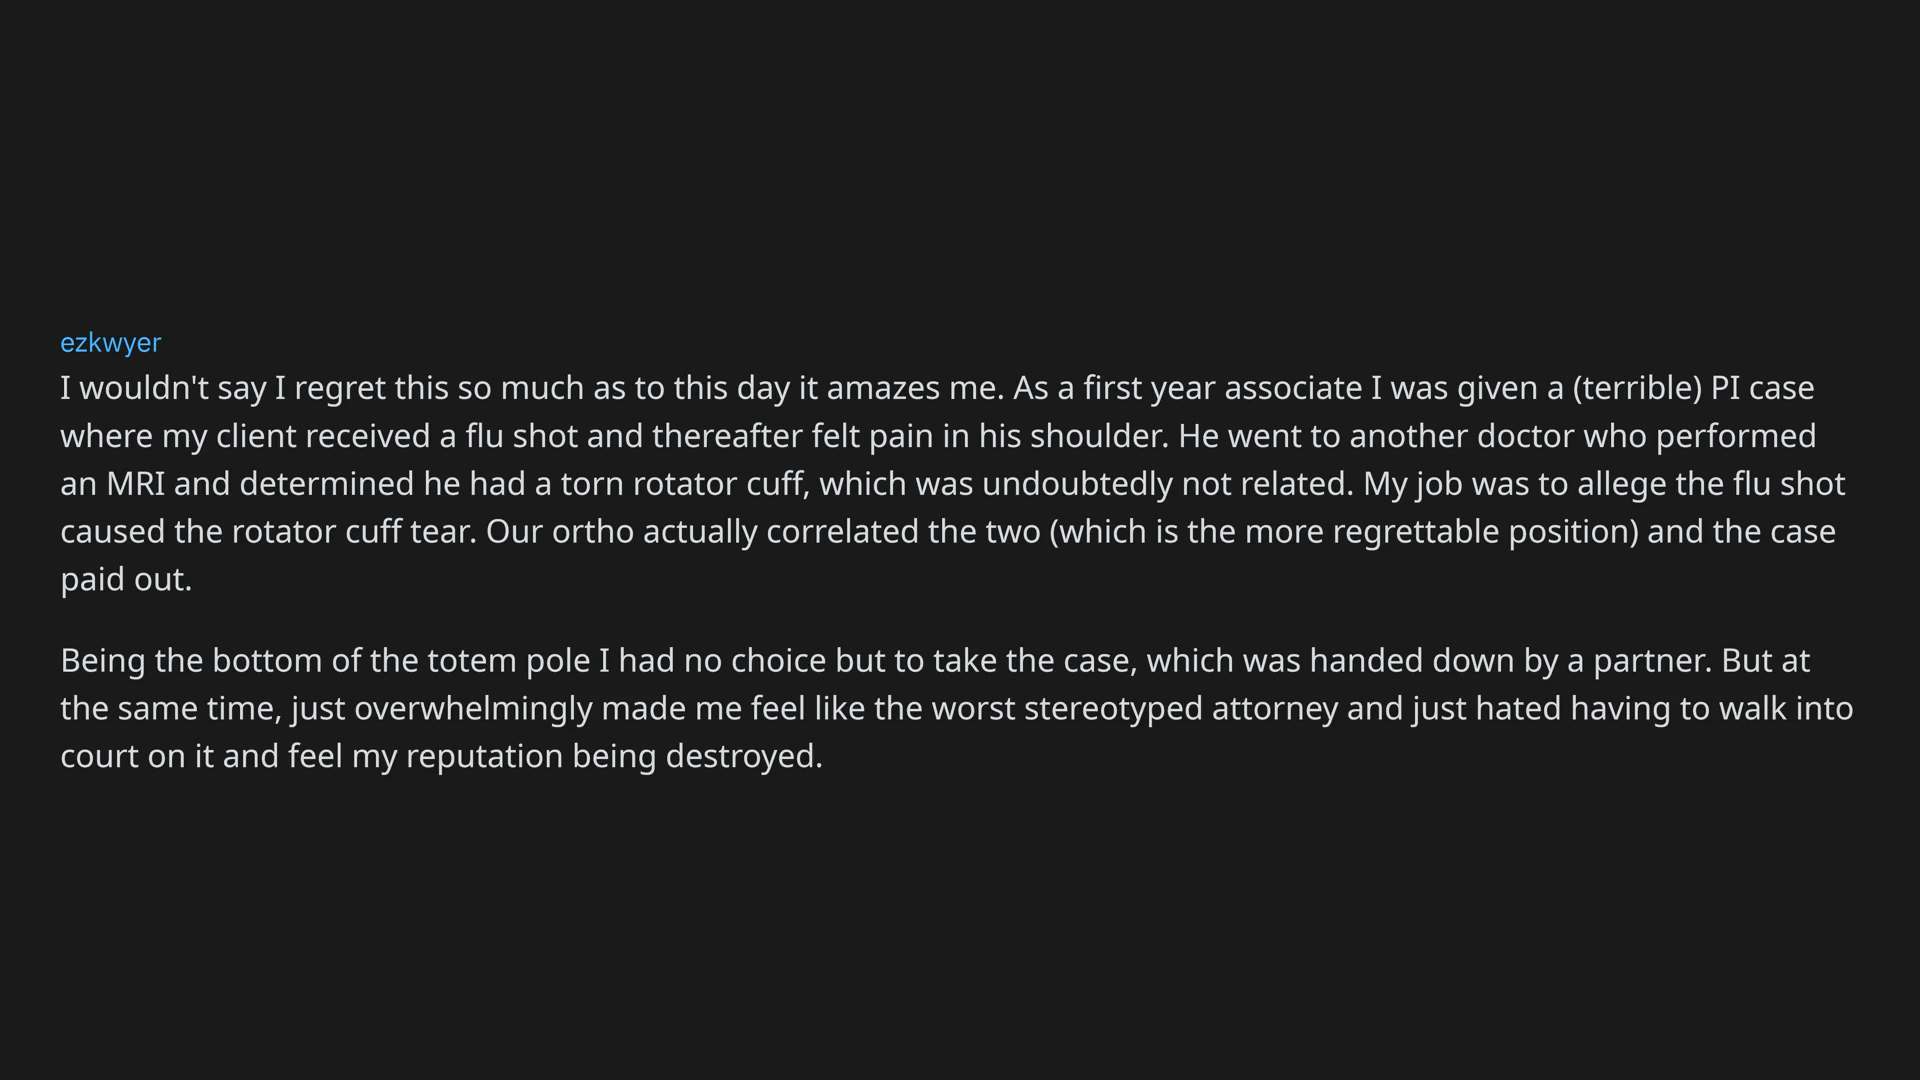 ezkwyer
I wouldn't say I regret this so much as to this day it amazes me. As a first year associate I was given a (terrible) PI case
where my client received a flu shot and thereafter felt pain in his shoulder. He went to another doctor who performed
an MRI and determined he had a torn rotator cuff, which was undoubtedly not related. My job was to allege the flu shot
caused the rotator cuff tear. Our ortho actually correlated the two (which is the more regrettable position) and the case
paid out.
Being the bottom of the totem pole I had no choice but to take the case, which was handed down by a partner. But at
the same time, just overwhelmingly made me feel like the worst stereotyped attorney and just hated having to walk into
court on it and feel my reputation being destroyed.